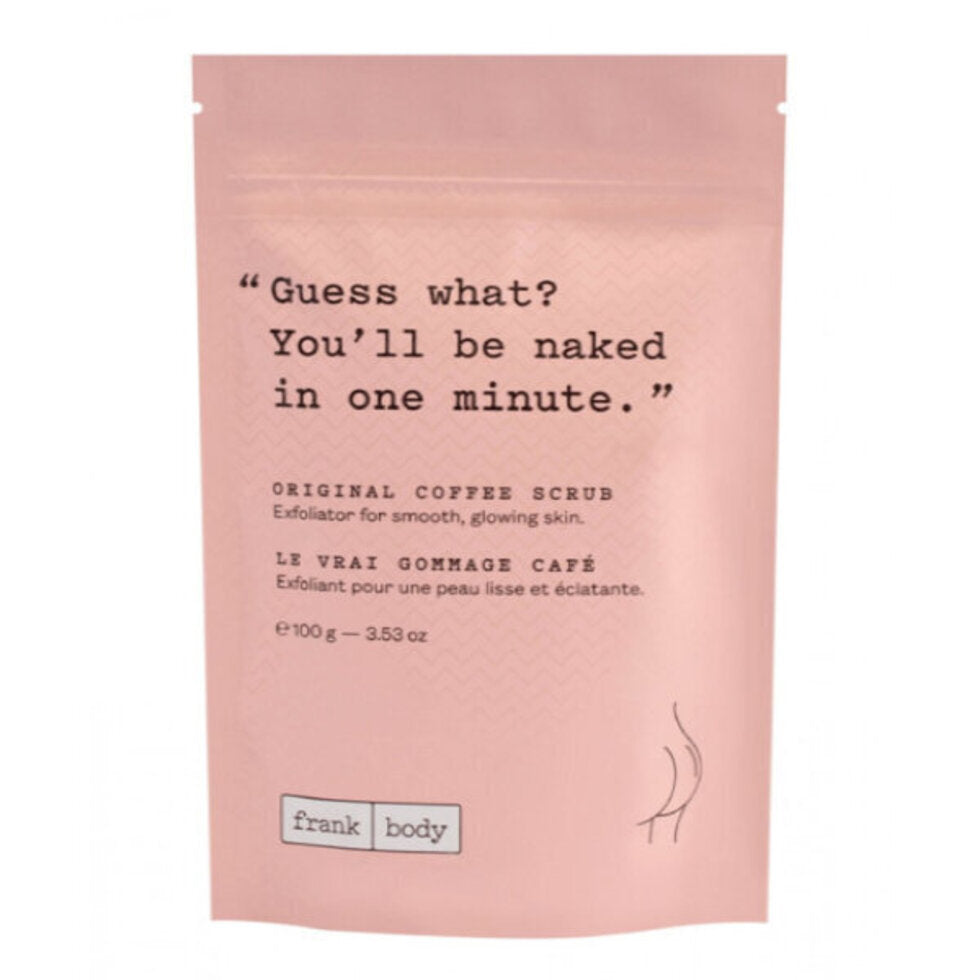 “Guess what?
You’ll be naked
in one minute.”
ORIGINAL COFFEE SCRUB
Exfoliator for smooth, glowing skin.
LE VRAI GOMMAGE CAFÉ
Exfoliant pour une peau lisse et éclatante.
℮100 g — 3.53 oz
frank body